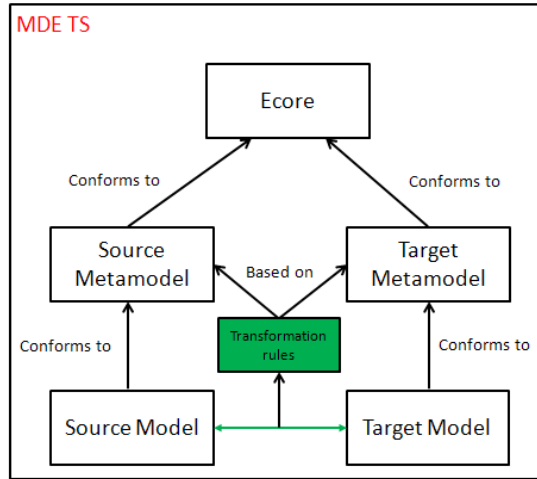 MDE TS
Ecore
Conforms to
Conforms to
Source
Metamodel
Based on
Target
Metamodel
Conforms to
Transformation
rules
Conforms to
Source Model
Target Model